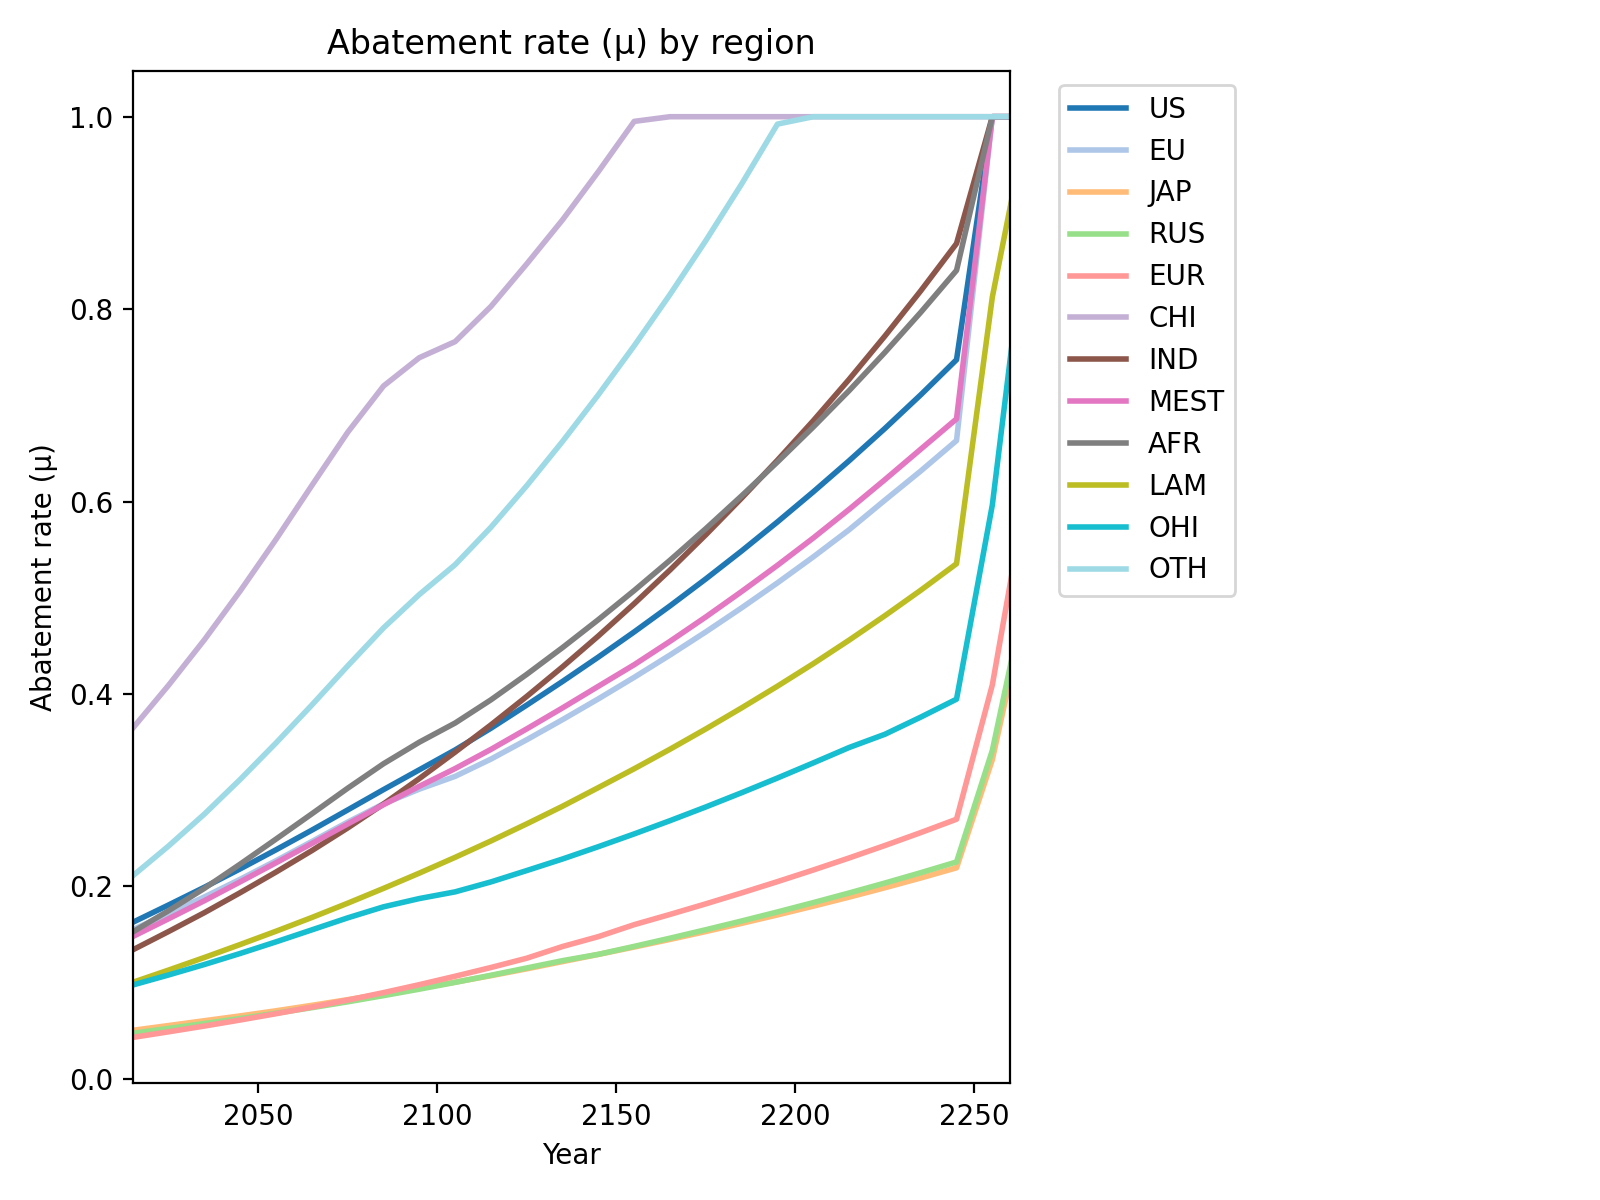 Abatement rate (μ) by region
Abatement rate (μ)
1.0
0.8
0.6
0.4
0.2
0.0
2050
2100
2150
2200
2250
Year
US
EU
JAP
RUS
EUR
CHI
IND
MEST
AFR
LAM
OHI
OTH